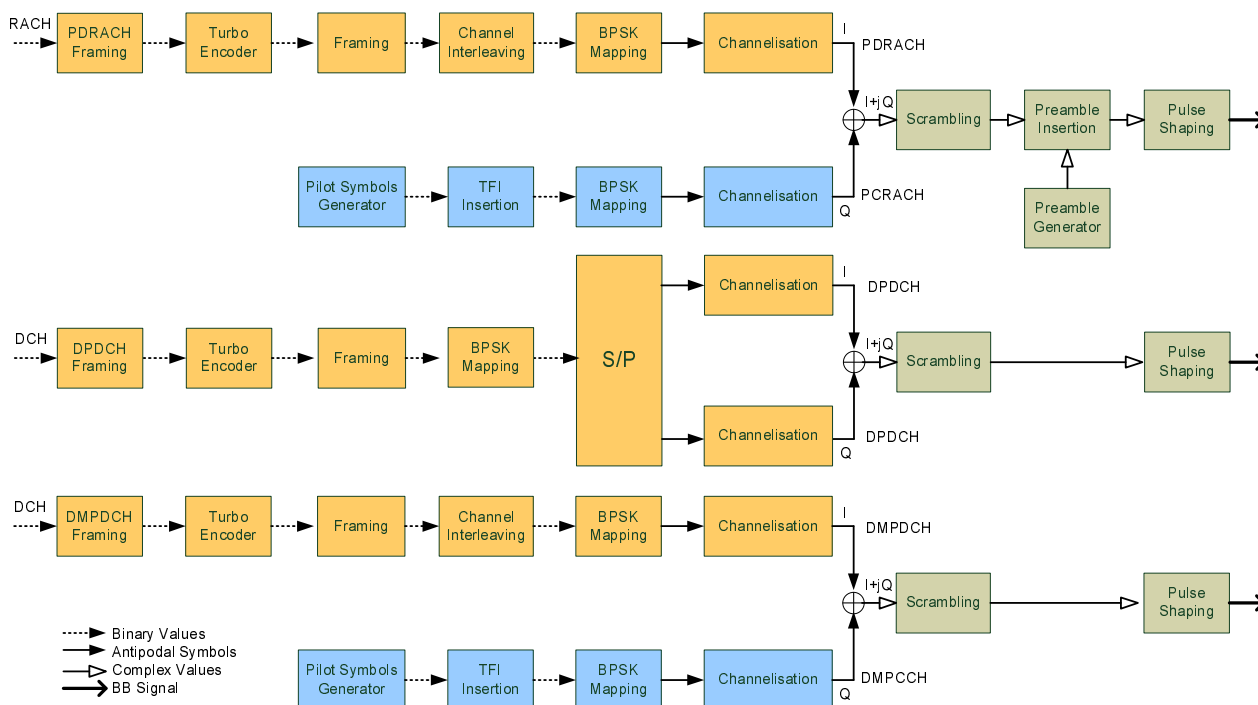 RACH
PDRACH
Framing
Turbo
Encoder
Framing
Channel
Interleaving
BPSK
Mapping
Channelisation
I
PDRACH
I+jQ
Scrambling
Preamble
Insertion
Pulse
Shaping
Pilot Symbols
Generator
TFI
Insertion
BPSK
Mapping
Channelisation
Q
PCRACH
Preamble
Generator
DCH
DPDCH
Framing
Turbo
Encoder
Framing
BPSK
Mapping
S/P
Channelisation
I
DPDCH
I+jQ
Scrambling
Pulse
Shaping
Channelisation
Q
DPDCH
DCH
DMPDCH
Framing
Turbo
Encoder
Framing
Channel
Interleaving
BPSK
Mapping
Channelisation
I
DMPDCH
I+jQ
Scrambling
Pulse
Shaping
Pilot Symbols
Generator
TFI
Insertion
BPSK
Mapping
Channelisation
Q
DMPCCH
Binary Values
Antipodal Symbols
Complex Values
BB Signal